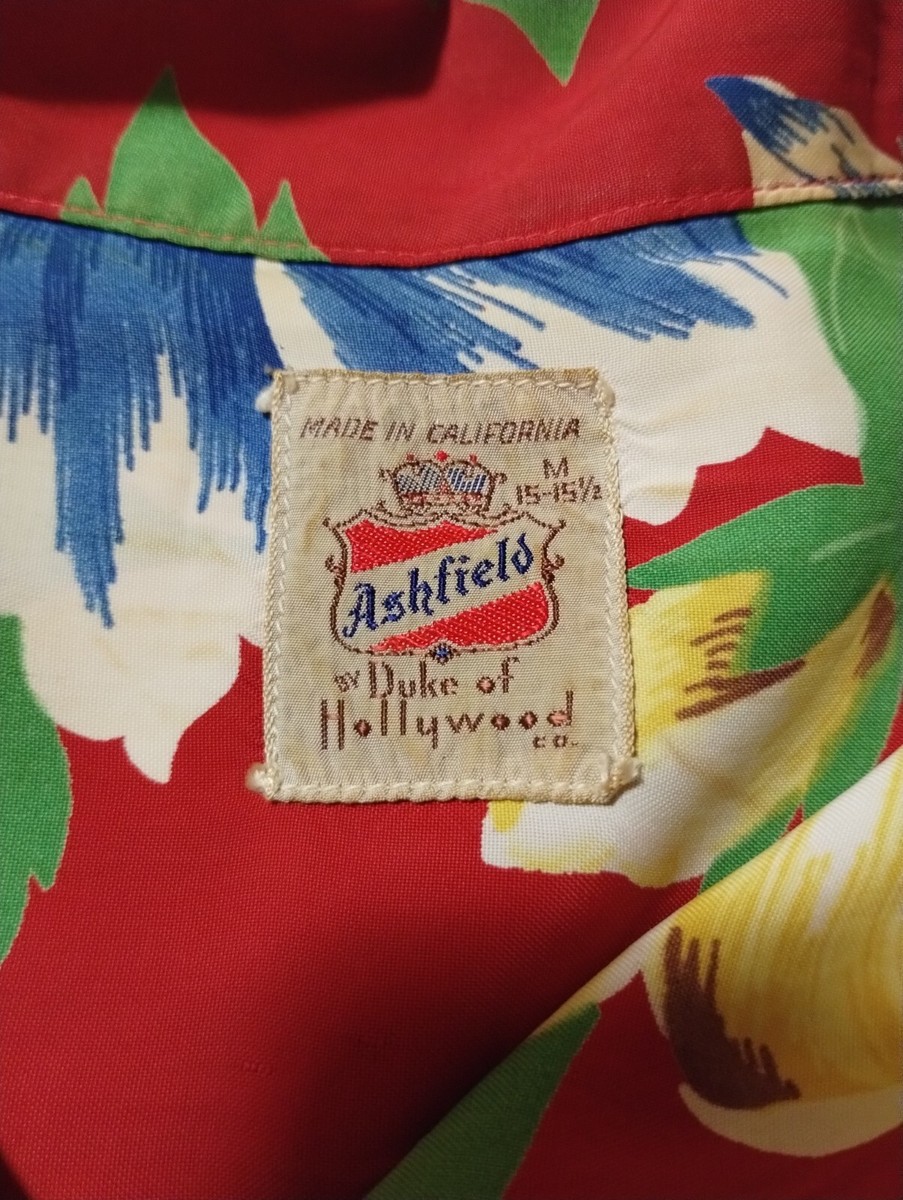 MADE IN CALIFORNIA
M
15-15½
Ashfield
BY Duke of
Hollywood
CO.